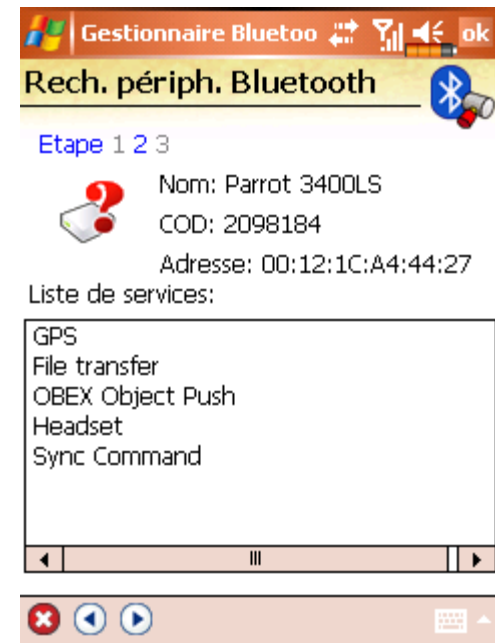 Gestionnaire Bluetoo ok
Rech. périph. Bluetooth
Etape 1 2 3
Nom: Parrot 3400LS
COD: 2098184
Adresse: 00:12:1C:A4:44:27
Liste de services:
GPS
File transfer
OBEX Object Push
Headset
Sync Command